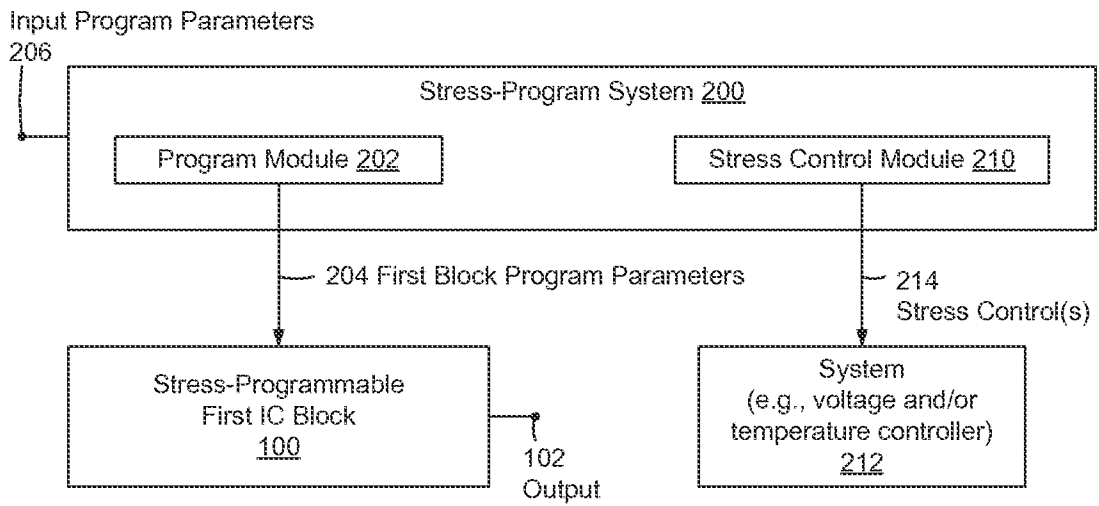 Input Program Parameters
206
Stress-Program System 200
Program Module 202
Stress Control Module 210
204 First Block Program Parameters
214
Stress Control(s)
Stress-Programmable
First IC Block
100
102
Output
System
(e.g., voltage and/or
temperature controller)
212